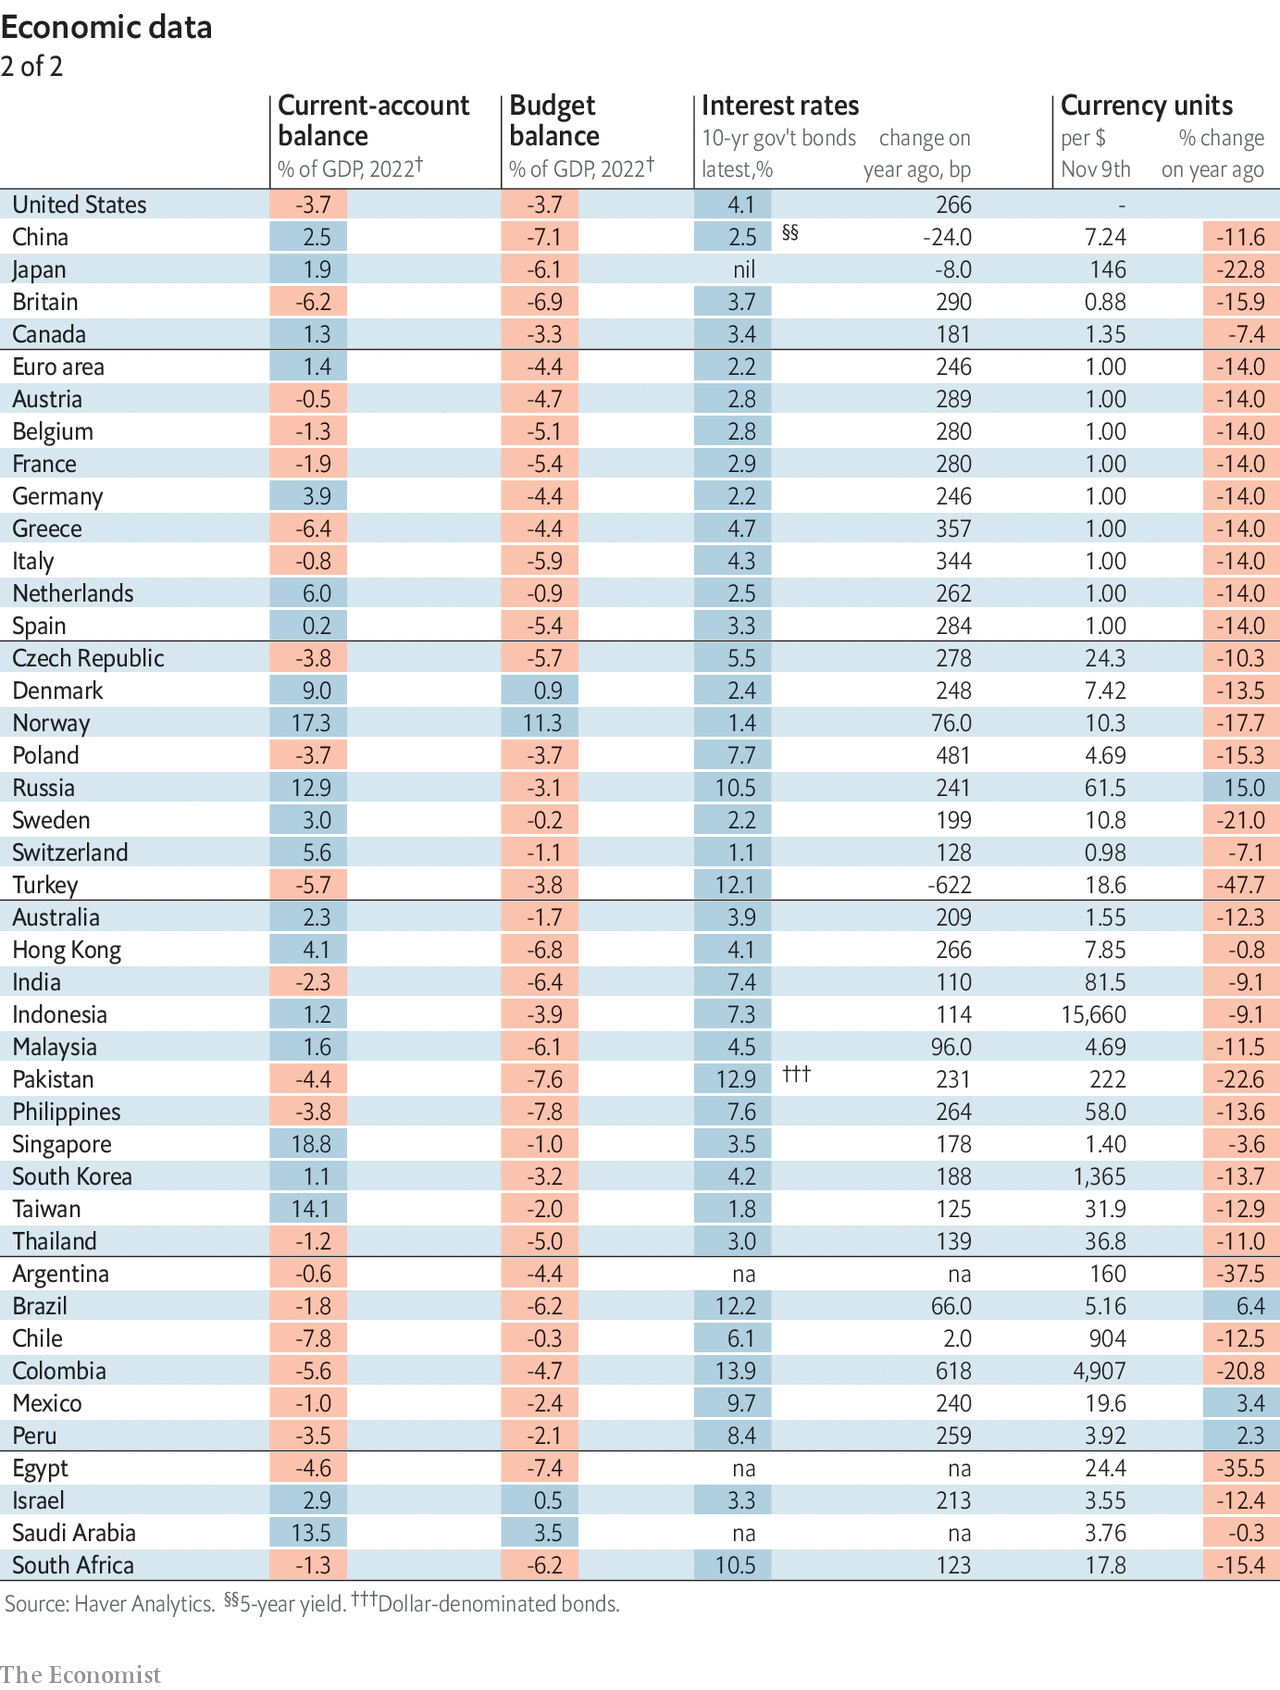 Economic data
2 of 2
Current-account balance % of GDP, 2022† Budget balance % of GDP, 2022† Interest rates 10-yr gov't bonds latest,% change on year ago, bp Currency units per $ Nov 9th % change on year ago
United States -3.7 -3.7 4.1 266 -
China 2.5 -7.1 2.5 §§ -24.0 7.24 -11.6
Japan 1.9 -6.1 nil -8.0 146 -22.8
Britain -6.2 -6.9 3.7 290 0.88 -15.9
Canada 1.3 -3.3 3.4 181 1.35 -7.4
Euro area 1.4 -4.4 2.2 246 1.00 -14.0
Austria -0.5 -4.7 2.8 289 1.00 -14.0
Belgium -1.3 -5.1 2.8 280 1.00 -14.0
France -1.9 -5.4 2.9 280 1.00 -14.0
Germany 3.9 -4.4 2.2 246 1.00 -14.0
Greece -6.4 -4.4 4.7 357 1.00 -14.0
Italy -0.8 -5.9 4.3 344 1.00 -14.0
Netherlands 6.0 -0.9 2.5 262 1.00 -14.0
Spain 0.2 -5.4 3.3 284 1.00 -14.0
Czech Republic -3.8 -5.7 5.5 278 24.3 -10.3
Denmark 9.0 0.9 2.4 248 7.42 -13.5
Norway 17.3 11.3 1.4 76.0 10.3 -17.7
Poland -3.7 -3.7 7.7 481 4.69 -15.3
Russia 12.9 -3.1 10.5 241 61.5 15.0
Sweden 3.0 -0.2 2.2 199 10.8 -21.0
Switzerland 5.6 -1.1 1.1 128 0.98 -7.1
Turkey -5.7 -3.8 12.1 -622 18.6 -47.7
Australia 2.3 -1.7 3.9 209 1.55 -12.3
Hong Kong 4.1 -6.8 4.1 266 7.85 -0.8
India -2.3 -6.4 7.4 110 81.5 -9.1
Indonesia 1.2 -3.9 7.3 114 15,660 -9.1
Malaysia 1.6 -6.1 4.5 96.0 4.69 -11.5
Pakistan -4.4 -7.6 12.9 ††† 231 222 -22.6
Philippines -3.8 -7.8 7.6 264 58.0 -13.6
Singapore 18.8 -1.0 3.5 178 1.40 -3.6
South Korea 1.1 -3.2 4.2 188 1,365 -13.7
Taiwan 14.1 -2.0 1.8 125 31.9 -12.9
Thailand -1.2 -5.0 3.0 139 36.8 -11.0
Argentina -0.6 -4.4 na na 160 -37.5
Brazil -1.8 -6.2 12.2 66.0 5.16 6.4
Chile -7.8 -0.3 6.1 2.0 904 -12.5
Colombia -5.6 -4.7 13.9 618 4,907 -20.8
Mexico -1.0 -2.4 9.7 240 19.6 3.4
Peru -3.5 -2.1 8.4 259 3.92 2.3
Egypt -4.6 -7.4 na na 24.4 -35.5
Israel 2.9 0.5 3.3 213 3.55 -12.4
Saudi Arabia 13.5 3.5 na na 3.76 -0.3
South Africa -1.3 -6.2 10.5 123 17.8 -15.4
Source: Haver Analytics. §§5-year yield. †††Dollar-denominated bonds.
The Economist